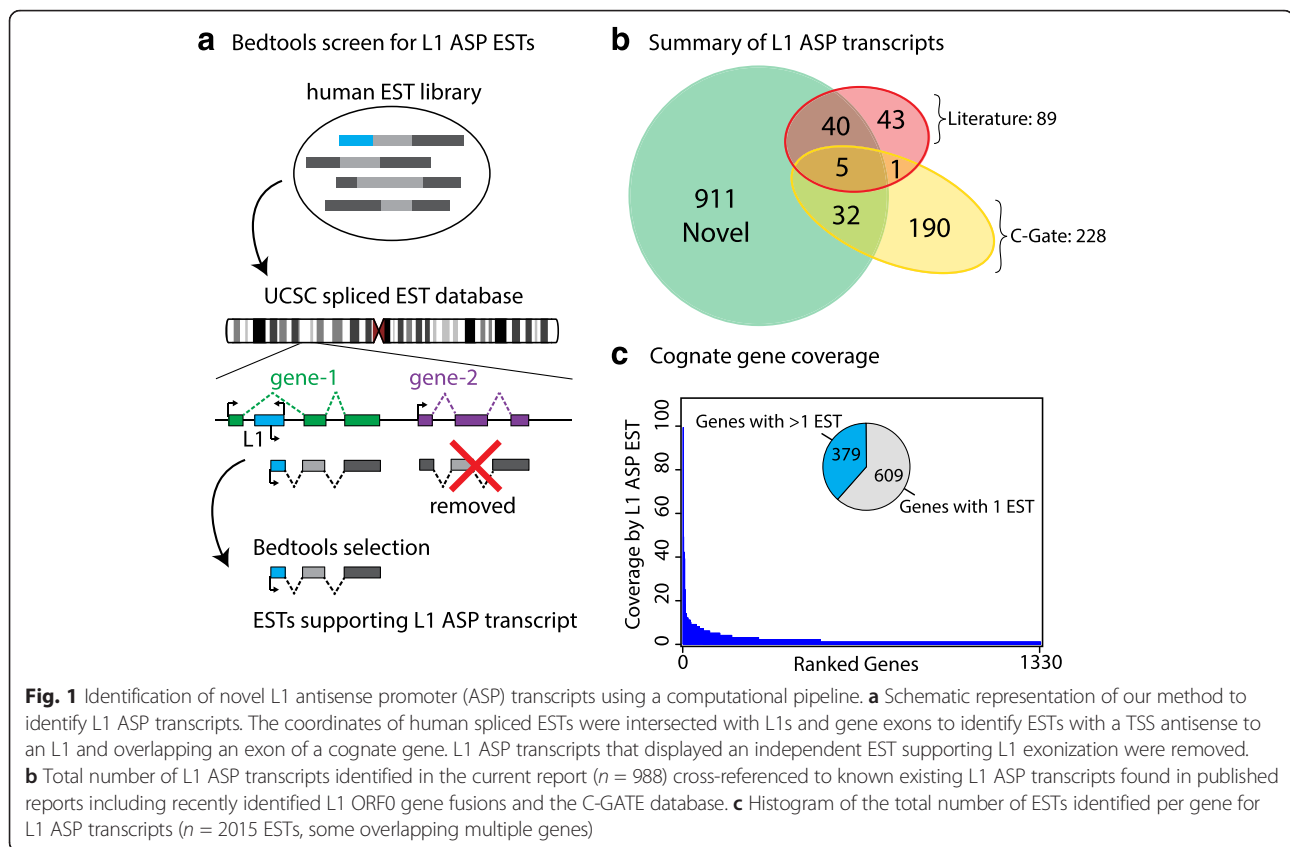 a Bedtools screen for L1 ASP ESTs
human EST library
UCSC spliced EST database
gene-1
gene-2
L1
removed
Bedtools selection
ESTs supporting L1 ASP transcript
b Summary of L1 ASP transcripts
40
43
Literature: 89
5
1
911
Novel
32
190
C-Gate: 228
c Cognate gene coverage
Coverage by L1 ASP EST
100
80
60
40
20
0
Genes with >1 EST
379
609
Genes with 1 EST
0
Ranked Genes
1330
Fig. 1 Identification of novel L1 antisense promoter (ASP) transcripts using a computational pipeline. a Schematic representation of our method to
identify L1 ASP transcripts. The coordinates of human spliced ESTs were intersected with L1s and gene exons to identify ESTs with a TSS antisense to
an L1 and overlapping an exon of a cognate gene. L1 ASP transcripts that displayed an independent EST supporting L1 exonization were removed.
b Total number of L1 ASP transcripts identified in the current report (n = 988) cross-referenced to known existing L1 ASP transcripts found in published
reports including recently identified L1 ORF0 gene fusions and the C-GATE database. c Histogram of the total number of ESTs identified per gene for
L1 ASP transcripts (n = 2015 ESTs, some overlapping multiple genes)